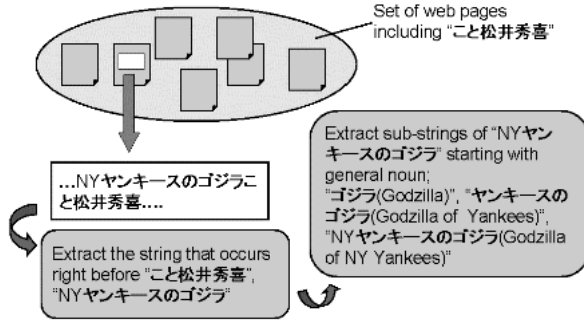 Set of web pages
including "こと松井秀喜"
…NYヤンキースのゴジラこ
と松井秀喜….
Extract the string that occurs
right before "こと松井秀喜",
"NYヤンキースのゴジラ"
Extract sub-strings of "NYヤン
キースのゴジラ" starting with
general noun;
"ゴジラ(Godzilla)", "ヤンキースの
ゴジラ(Godzilla of Yankees)",
"NYヤンキースのゴジラ(Godzilla
of NY Yankees)"